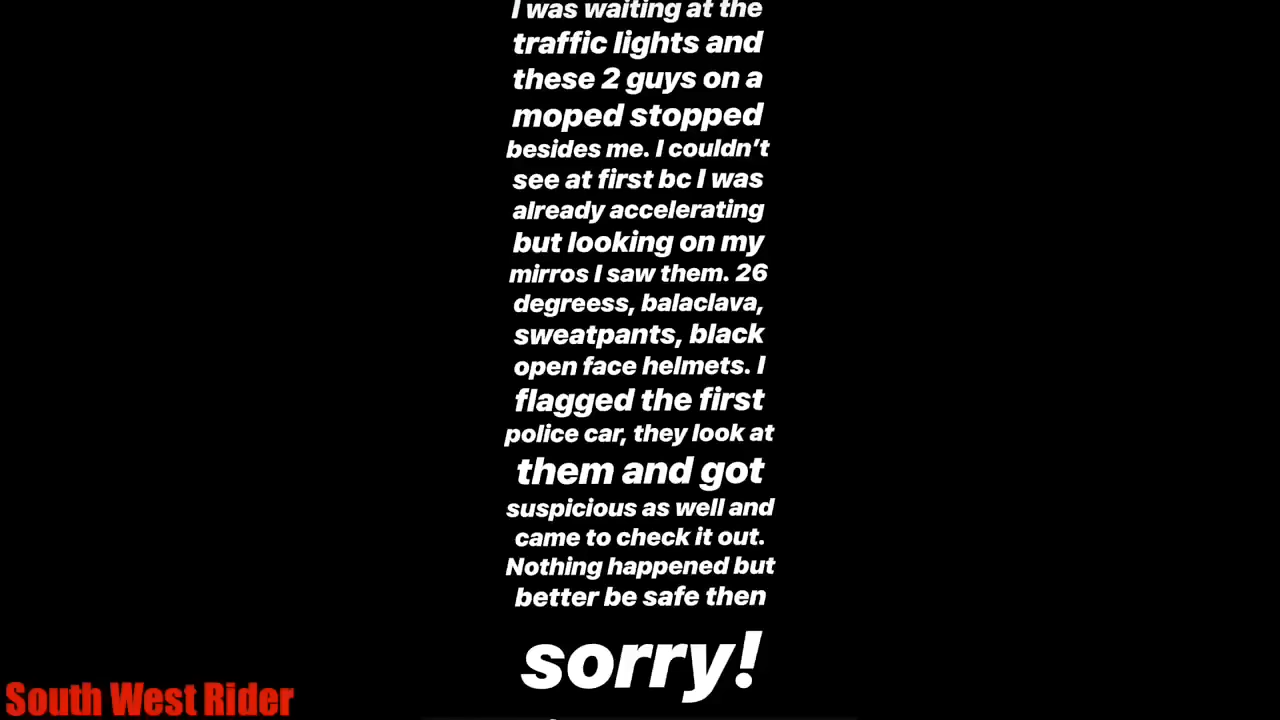 I was waiting at the
traffic lights and
these 2 guys on a
moped stopped
besides me. I couldn't
see at first bc I was
already accelerating
but looking on my
mirros I saw them. 26
degreess, balaclava,
sweatpants, black
open face helmets. I
flagged the first
police car, they look at
them and got
suspicious as well and
came to check it out.
Nothing happened but
better be safe then
sorry!
South West Rider